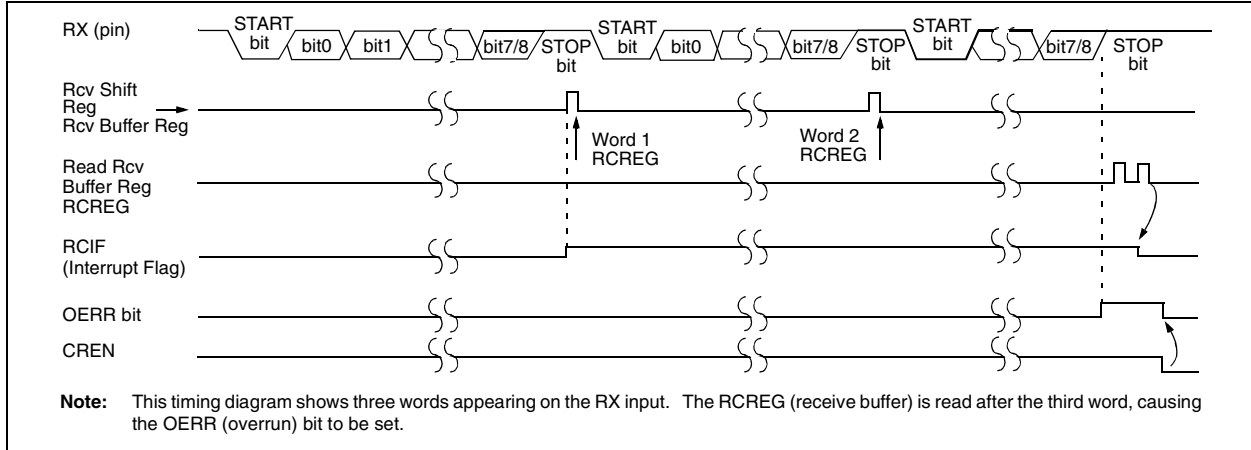 RX (pin)
START
bit
bit0
bit1
bit7/8
STOP
bit
START
bit
bit0
bit7/8
STOP
bit
START
bit
bit7/8
STOP
bit
Rcv Shift
Reg
Rcv Buffer Reg
Word 1
RCREG
Word 2
RCREG
Read Rcv
Buffer Reg
RCREG
RCIF
(Interrupt Flag)
OERR bit
CREN
Note: This timing diagram shows three words appearing on the RX input. The RCREG (receive buffer) is read after the third word, causing
the OERR (overrun) bit to be set.